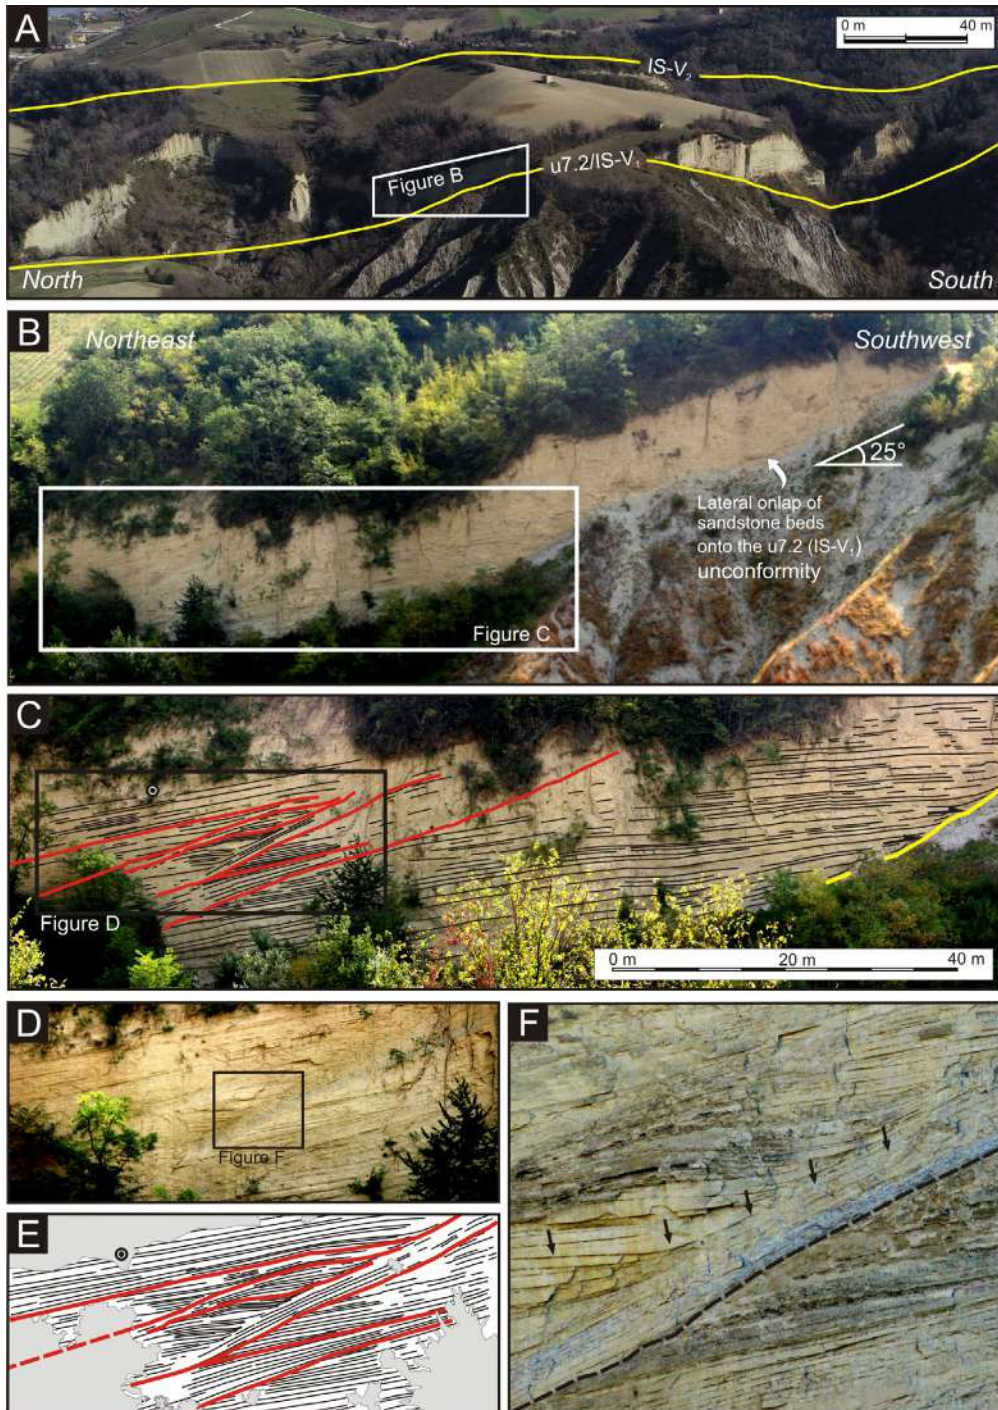 A
0 m 40 m
IS-V2
u7.2/IS-V1
Figure B
North
South
B
Northeast
Southwest
25°
Lateral onlap of
sandstone beds
onto the u7.2 (IS-V1)
unconformity
Figure C
C
Figure D
0 m 20 m 40 m
D
Figure F
F
E